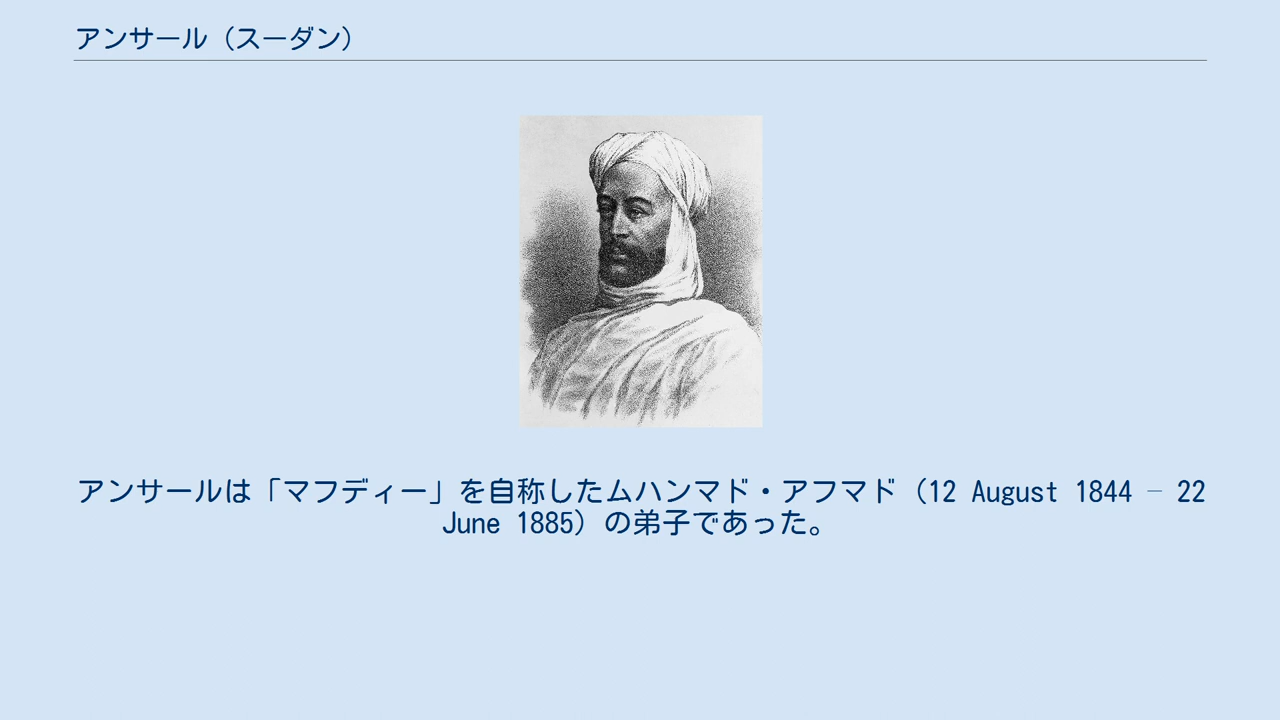 アンサール（スーダン）
アンサールは「マフディー」を自称したムハンマド・アフマド（12 August 1844 – 22
June 1885）の弟子であった。